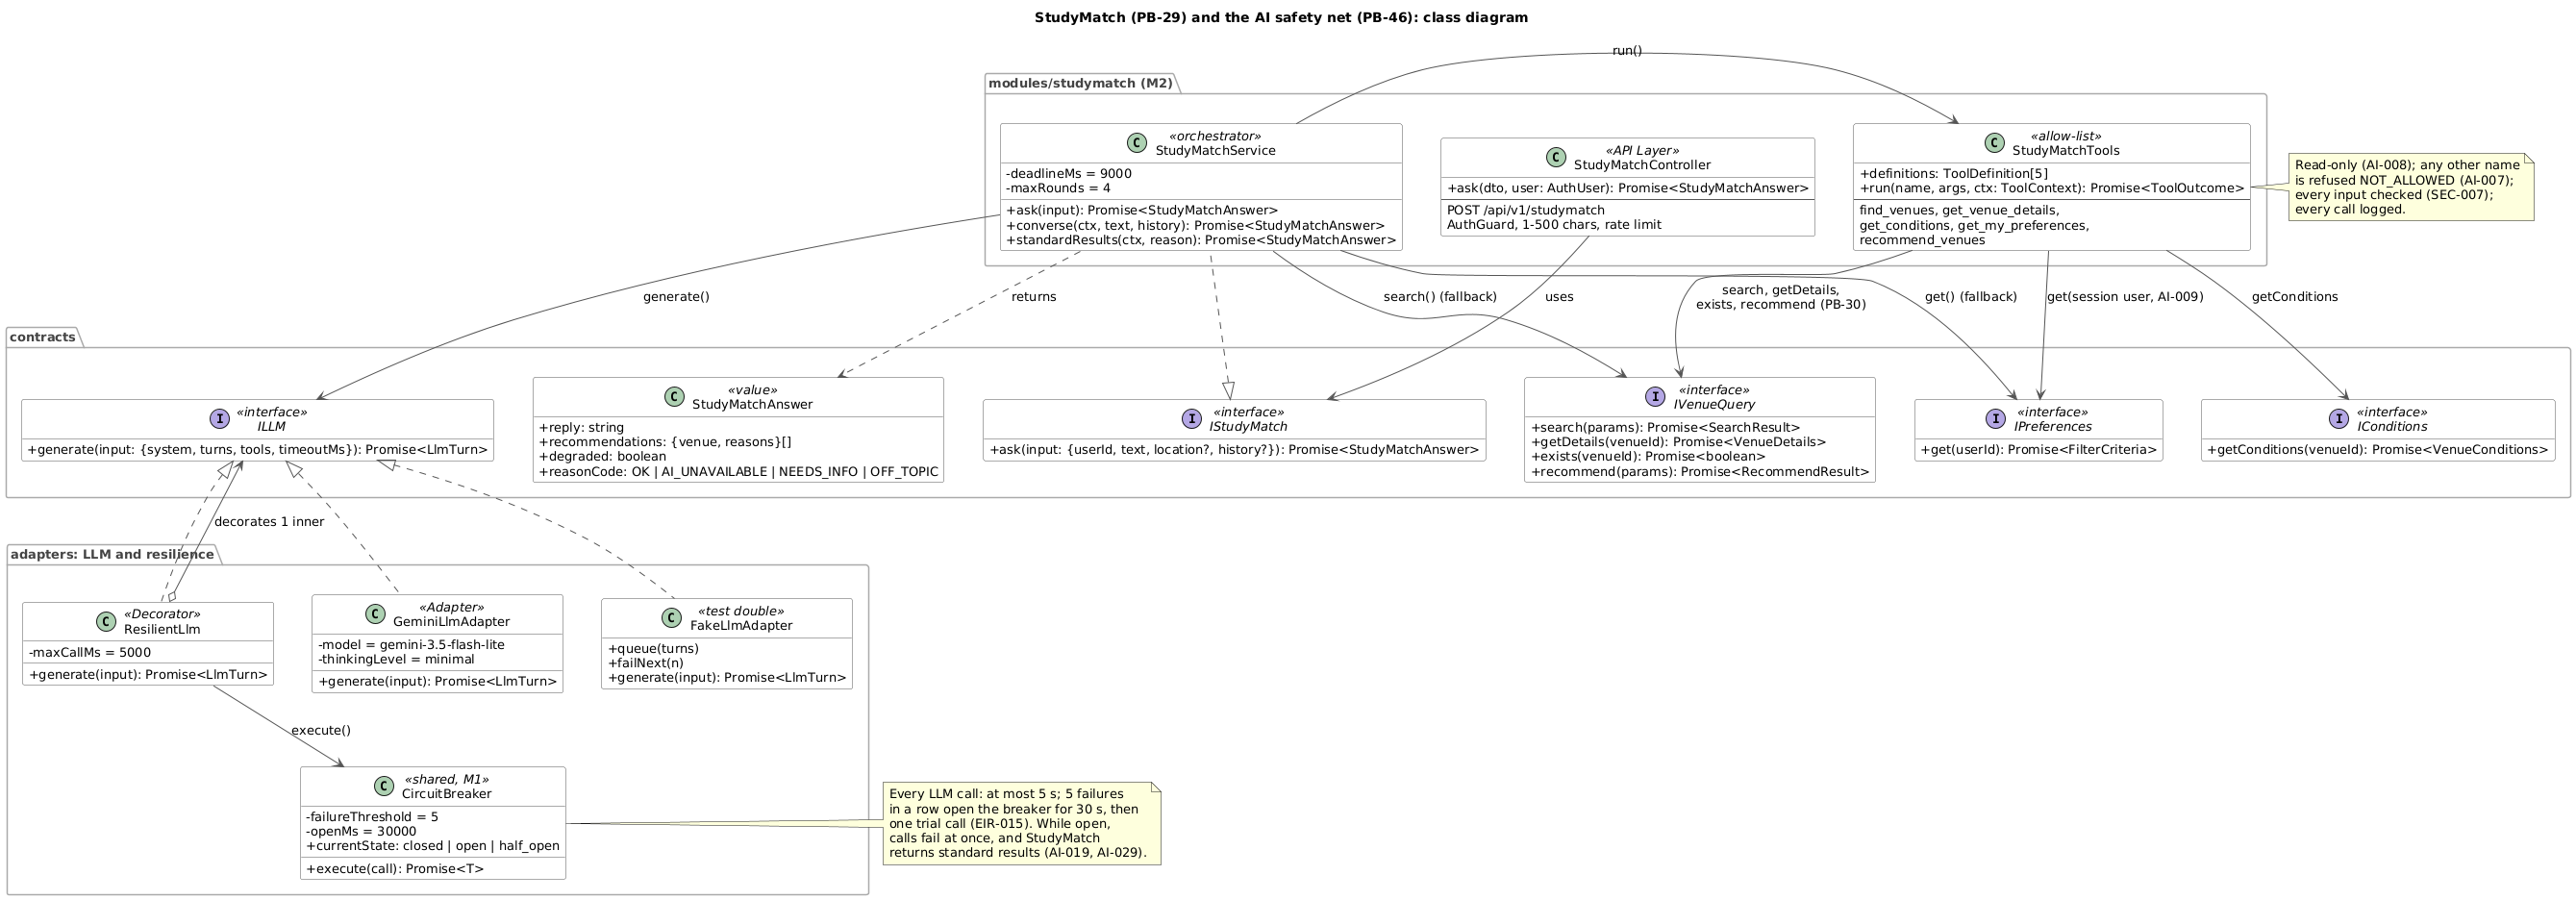 StudyMatch (PB-29) and the AI safety net (PB-46): class diagram
run()
modules/studymatch (M2)
«orchestrator»
C
StudyMatchService
-deadlineMs = 9000
-maxRounds = 4
+ask(input): Promise<StudyMatchAnswer>
+converse(ctx, text, history): Promise<StudyMatchAnswer>
+standardResults(ctx, reason): Promise<StudyMatchAnswer>
«API Layer»
C
StudyMatchController
+ask(dto, user: AuthUser): Promise<StudyMatchAnswer>
POST /api/v1/studymatch
AuthGuard, 1-500 chars, rate limit
«allow-list»
C
StudyMatchTools
+definitions: ToolDefinition[5]
+run(name, args, ctx: ToolContext): Promise<ToolOutcome>
find_venues, get_venue_details,
get_conditions, get_my_preferences,
recommend_venues
Read-only (AI-008); any other name
is refused NOT_ALLOWED (AI-007);
every input checked (SEC-007);
every call logged.
generate()
returns
search() (fallback)
uses
search, getDetails,
exists, recommend (PB-30)
get() (fallback)
get(session user, AI-009)
getConditions
contracts
«interface»
I
ILLM
+generate(input: {system, turns, tools, timeoutMs}): Promise<LlmTurn>
«value»
C
StudyMatchAnswer
+reply: string
+recommendations: {venue, reasons}[]
+degraded: boolean
+reasonCode: OK | AI_UNAVAILABLE | NEEDS_INFO | OFF_TOPIC
«interface»
I
IStudyMatch
+ask(input: {userId, text, location?, history?}): Promise<StudyMatchAnswer>
«interface»
I
IVenueQuery
+search(params): Promise<SearchResult>
+getDetails(venueId): Promise<VenueDetails>
+exists(venueId): Promise<boolean>
+recommend(params): Promise<RecommendResult>
«interface»
I
IPreferences
+get(userId): Promise<FilterCriteria>
«interface»
I
IConditions
+getConditions(venueId): Promise<VenueConditions>
decorates 1 inner
adapters: LLM and resilience
«Decorator»
C
ResilientLlm
-maxCallMs = 5000
+generate(input): Promise<LlmTurn>
«Adapter»
C
GeminiLlmAdapter
-model = gemini-3.5-flash-lite
-thinkingLevel = minimal
+generate(input): Promise<LlmTurn>
«test double»
C
FakeLlmAdapter
+queue(turns)
+failNext(n)
+generate(input): Promise<LlmTurn>
execute()
«shared, M1»
C
CircuitBreaker
-failureThreshold = 5
-openMs = 30000
+currentState: closed | open | half_open
+execute(call): Promise<T>
Every LLM call: at most 5 s; 5 failures
in a row open the breaker for 30 s, then
one trial call (EIR-015). While open,
calls fail at once, and StudyMatch
returns standard results (AI-019, AI-029).